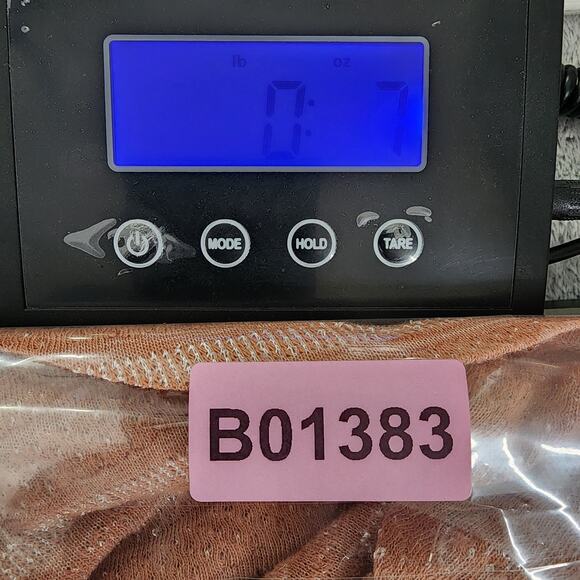 lb oz
0: 7
MODE HOLD TARE
B01383